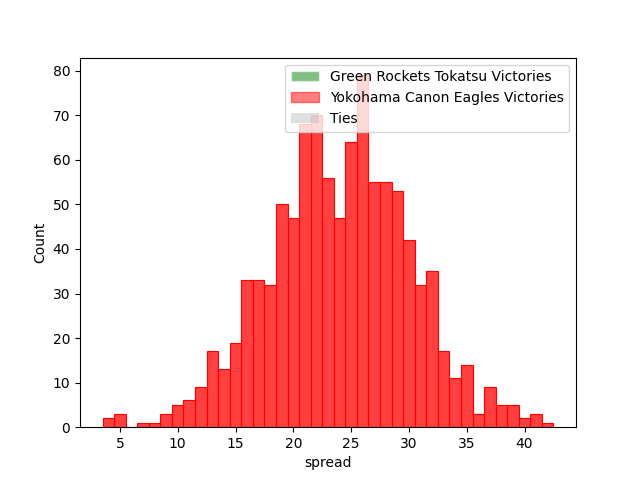 Green Rockets Tokatsu Victories
Yokohama Canon Eagles Victories
Ties
80
70
60
50
40
30
20
10
0
Count
5 10 15 20 25 30 35 40
spread